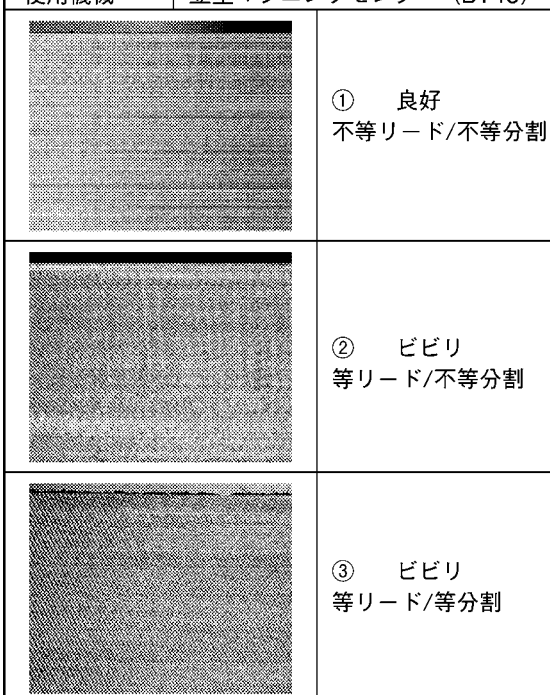 ① 良好
不等リード/不等分割
② ビビリ
等リード/不等分割
③ ビビリ
等リード/等分割